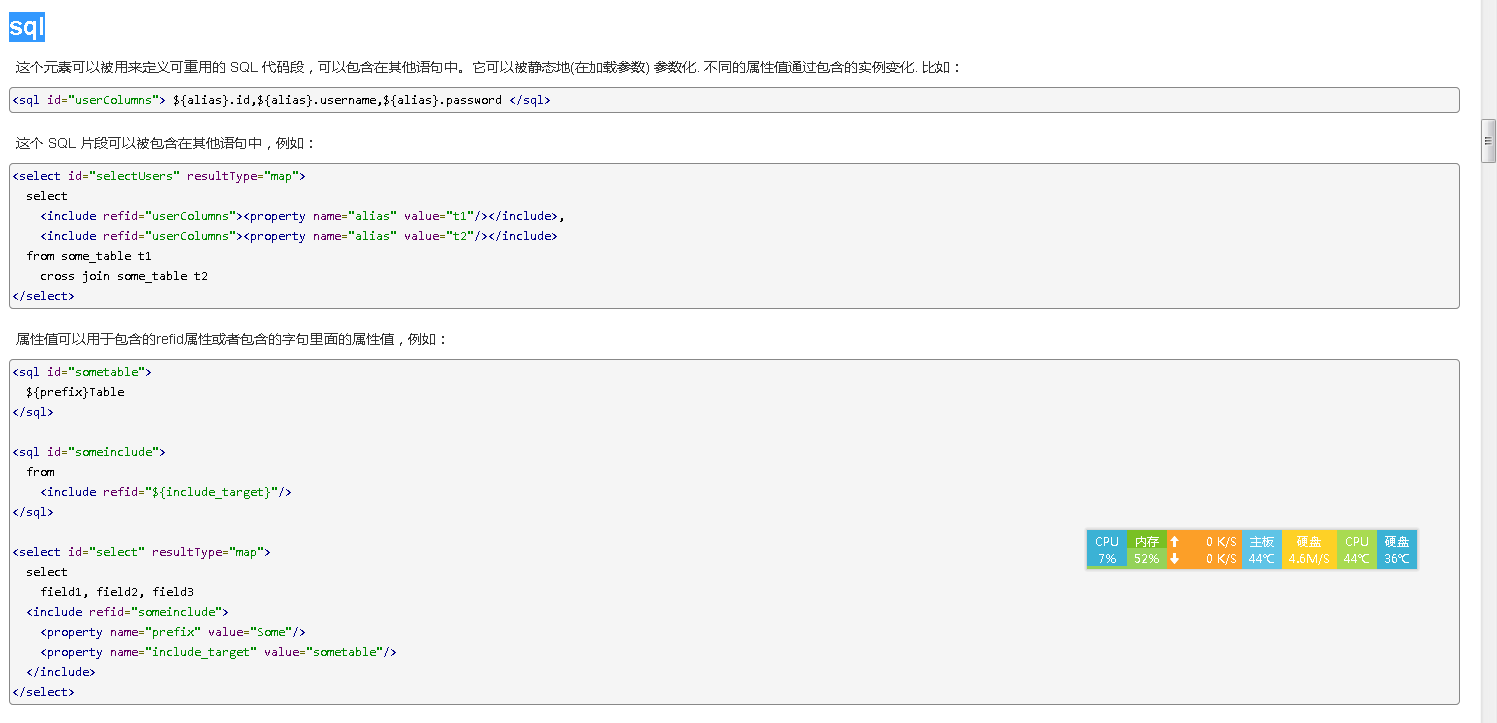 sql
这个元素可以被用来定义可重用的 SQL 代码段，可以包含在其他语句中。它可以被静态地(在加载参数) 参数化. 不同的属性值通过包含的实例变化. 比如：
<sql id="userColumns"> ${alias}.id,${alias}.username,${alias}.password </sql>
这个 SQL 片段可以被包含在其他语句中，例如：
<select id="selectUsers" resultType="map">
  select
    <include refid="userColumns"><property name="alias" value="t1"/></include>,
    <include refid="userColumns"><property name="alias" value="t2"/></include>
  from some_table t1
    cross join some_table t2
</select>
属性值可以用于包含的refid属性或者包含的字句里面的属性值，例如：
<sql id="sometable">
  ${prefix}Table
</sql>
<sql id="someinclude">
  from
    <include refid="${include_target}"/>
</sql>
<select id="select" resultType="map">
  select
    field1, field2, field3
  <include refid="someinclude">
    <property name="prefix" value="Some"/>
    <property name="include_target" value="sometable"/>
  </include>
</select>
CPU 内存 ↑ 0 K/S 主板 硬盘 CPU 硬盘
7% 52% ↓ 0 K/S 44℃ 4.6M/S 44℃ 36℃